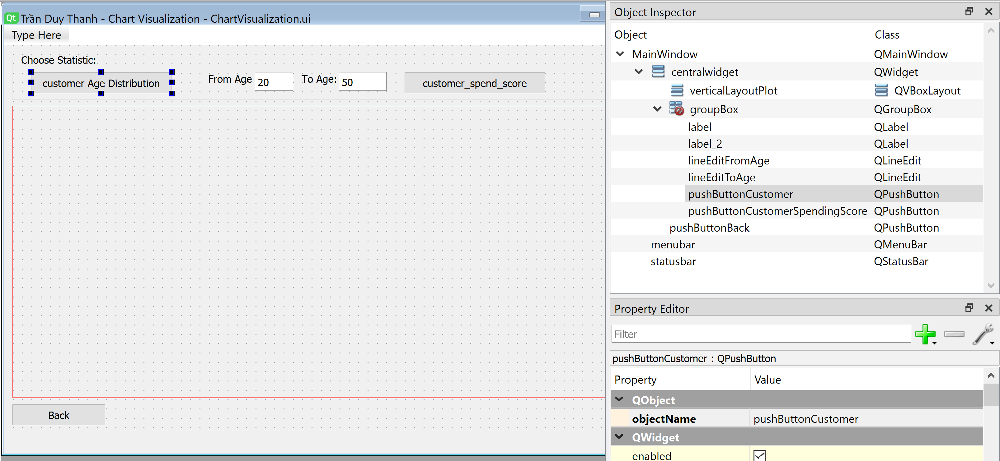 Qt Trần Duy Thanh - Chart Visualization - ChartVisualization.ui
Type Here
Choose Statistic:
customer Age Distribution
From Age
20
To Age:
50
customer_spend_score
Back
Object Inspector
Object Class
MainWindow QMainWindow
centralwidget QWidget
verticalLayoutPlot QVBoxLayout
groupBox QGroupBox
label QLabel
label_2 QLabel
lineEditFromAge QLineEdit
lineEditToAge QLineEdit
pushButtonCustomer QPushButton
pushButtonCustomerSpendingScore QPushButton
pushButtonBack QPushButton
menubar QMenuBar
statusbar QStatusBar
Property Editor
Filter
pushButtonCustomer : QPushButton
Property Value
QObject
objectName pushButtonCustomer
QWidget
enabled